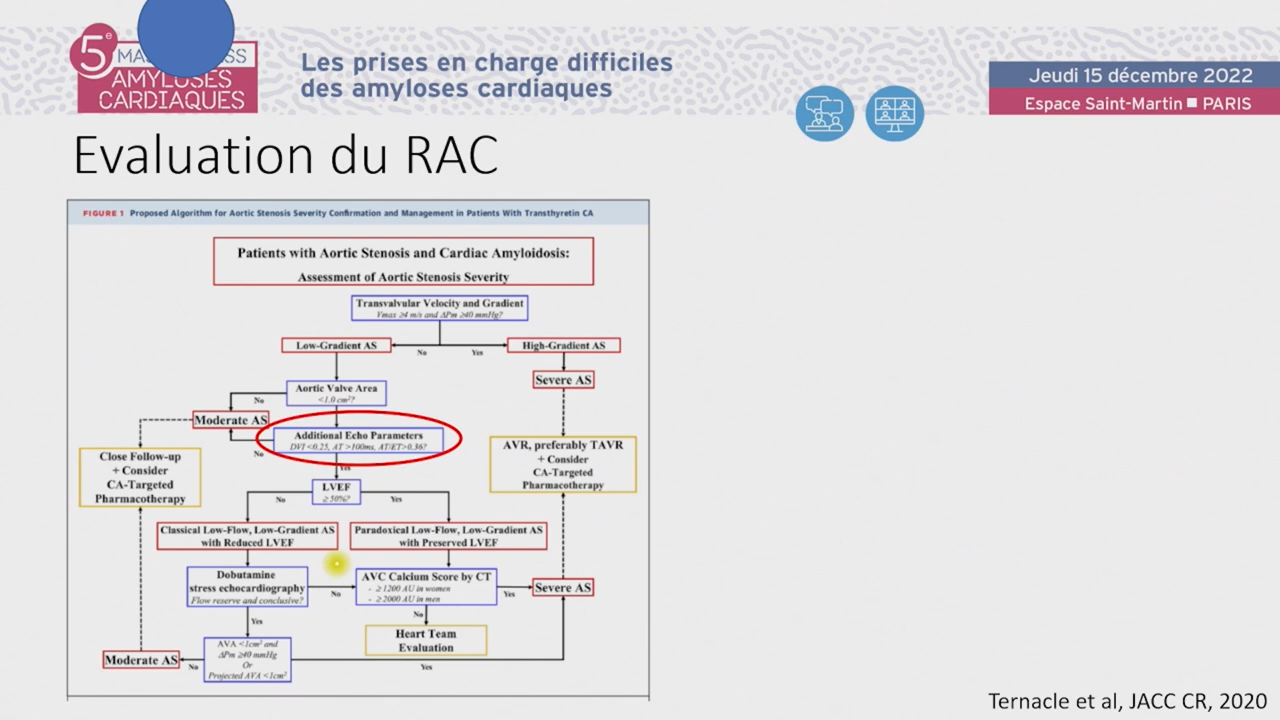 5e
SS
AMYLOSES
CARDIAQUES
Les prises en charge difficiles
des amyloses cardiaques
Jeudi 15 décembre 2022
Espace Saint-Martin ■ PARIS
Evaluation du RAC
FIGURE 1 Proposed Algorithm for Aortic Stenosis Severity Confirmation and Management in Patients With Transthyretin CA
Patients with Aortic Stenosis and Cardiac Amyloidosis:
Assessment of Aortic Stenosis Severity
Transvalvular Velocity and Gradient
Vmax ≥4 m/s and ΔPm ≥40 mmHg?
Low-Gradient AS
No
Yes
High-Gradient AS
Severe AS
Aortic Valve Area
<1.0 cm²?
No
Moderate AS
Additional Echo Parameters
DVI <0.25, AT >100ms, AT/ET>0.36?
No
Yes
Close Follow-up
+ Consider
CA-Targeted
Pharmacotherapy
AVR, preferably TAVR
+ Consider
CA-Targeted
Pharmacotherapy
LVEF
≥50%?
No
Yes
Classical Low-Flow, Low-Gradient AS
with Reduced LVEF
Paradoxical Low-Flow, Low-Gradient AS
with Preserved LVEF
Dobutamine
stress echocardiography
Flow reserve and conclusive?
No
AVC Calcium Score by CT
- ≥1200 AU in women
- ≥2000 AU in men
Yes
Severe AS
Yes
No
Heart Team
Evaluation
AVA <1cm² and
ΔPm ≥40 mmHg
Or
Projected AVA <1cm²
Moderate AS
No
Yes
Ternacle et al, JACC CR, 2020